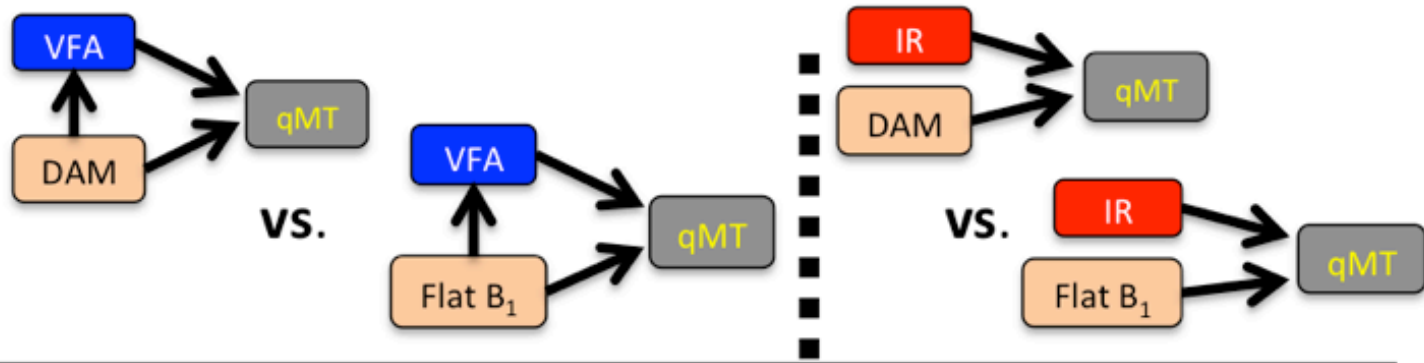 VFA
DAM
qMT
vs.
VFA
Flat B₁
qMT
IR
DAM
qMT
vs.
IR
Flat B₁
qMT